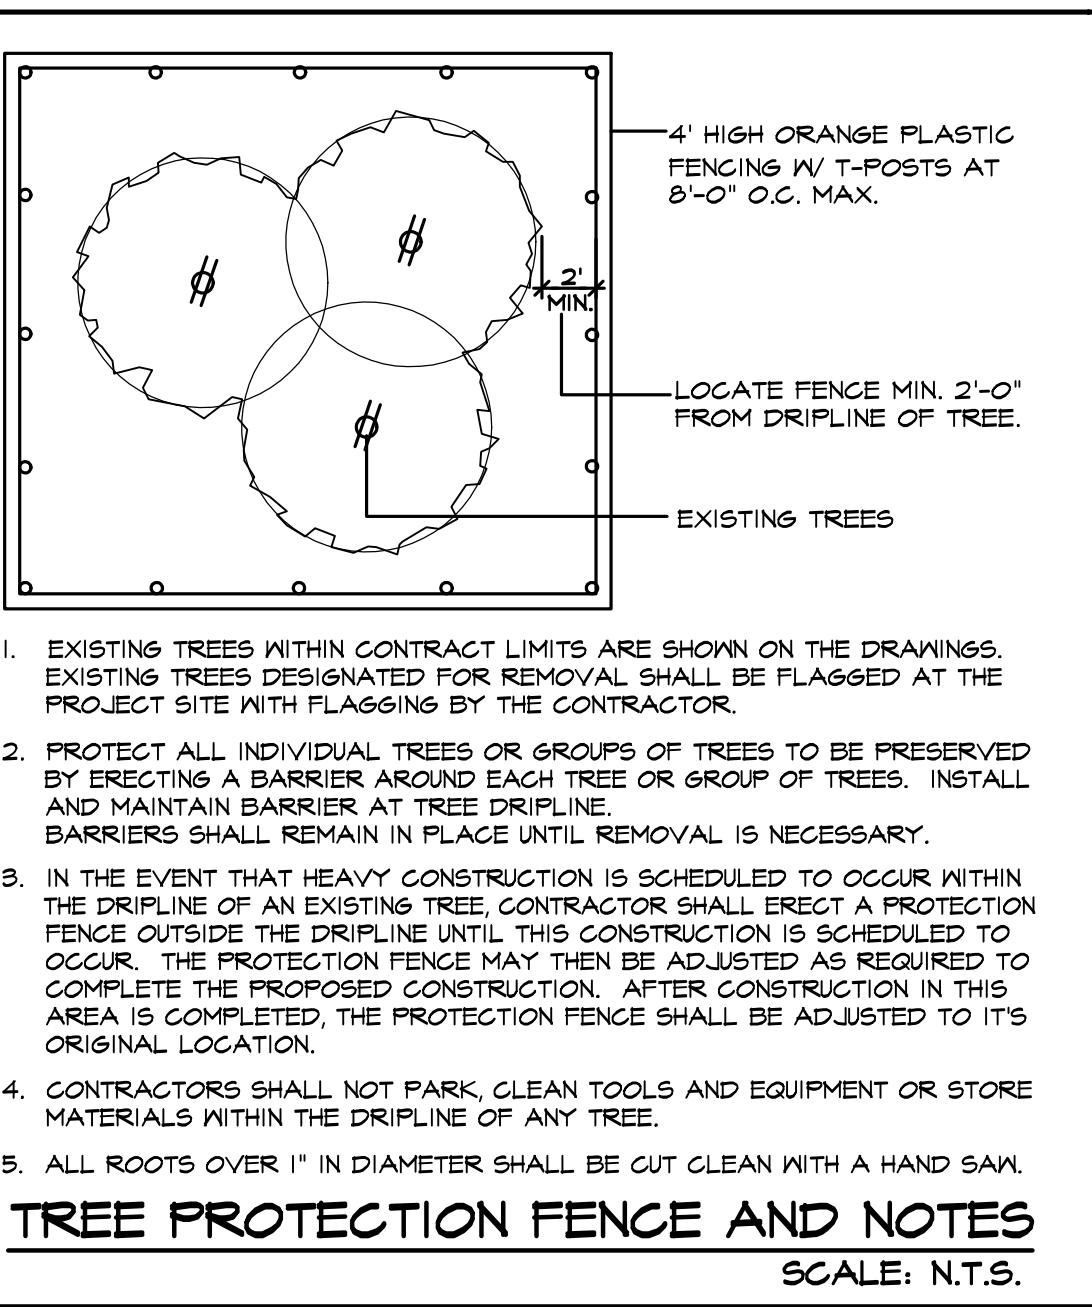 4' HIGH ORANGE PLASTIC
FENCING W/ T-POSTS AT
8'-0" O.C. MAX.
2'
MIN.
LOCATE FENCE MIN. 2'-0"
FROM DRIPLINE OF TREE.
EXISTING TREES
1. EXISTING TREES WITHIN CONTRACT LIMITS ARE SHOWN ON THE DRAWINGS.
EXISTING TREES DESIGNATED FOR REMOVAL SHALL BE FLAGGED AT THE
PROJECT SITE WITH FLAGGING BY THE CONTRACTOR.
2. PROTECT ALL INDIVIDUAL TREES OR GROUPS OF TREES TO BE PRESERVED
BY ERECTING A BARRIER AROUND EACH TREE OR GROUP OF TREES. INSTALL
AND MAINTAIN BARRIER AT TREE DRIPLINE.
BARRIERS SHALL REMAIN IN PLACE UNTIL REMOVAL IS NECESSARY.
3. IN THE EVENT THAT HEAVY CONSTRUCTION IS SCHEDULED TO OCCUR WITHIN
THE DRIPLINE OF AN EXISTING TREE, CONTRACTOR SHALL ERECT A PROTECTION
FENCE OUTSIDE THE DRIPLINE UNTIL THIS CONSTRUCTION IS SCHEDULED TO
OCCUR. THE PROTECTION FENCE MAY THEN BE ADJUSTED AS REQUIRED TO
COMPLETE THE PROPOSED CONSTRUCTION. AFTER CONSTRUCTION IN THIS
AREA IS COMPLETED, THE PROTECTION FENCE SHALL BE ADJUSTED TO IT'S
ORIGINAL LOCATION.
4. CONTRACTORS SHALL NOT PARK, CLEAN TOOLS AND EQUIPMENT OR STORE
MATERIALS WITHIN THE DRIPLINE OF ANY TREE.
5. ALL ROOTS OVER 1" IN DIAMETER SHALL BE CUT CLEAN WITH A HAND SAW.
TREE PROTECTION FENCE AND NOTES
SCALE: N.T.S.